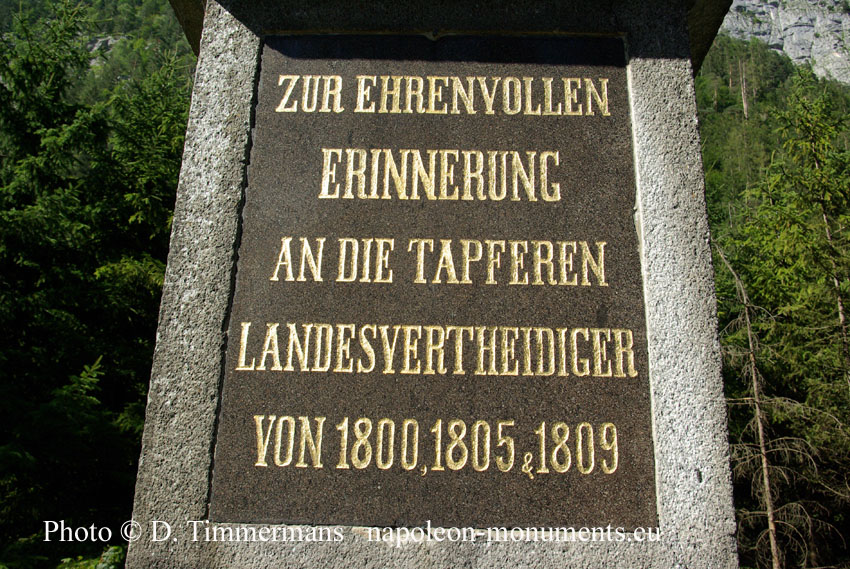 ZUR EHRENVOLLEN
ERINNERUNG
AN DIE TAPFEREN
LANDESVERTHEIDIGER
VON 1800, 1805 & 1809
Photo © D. Timmermans napoleon-monuments.eu